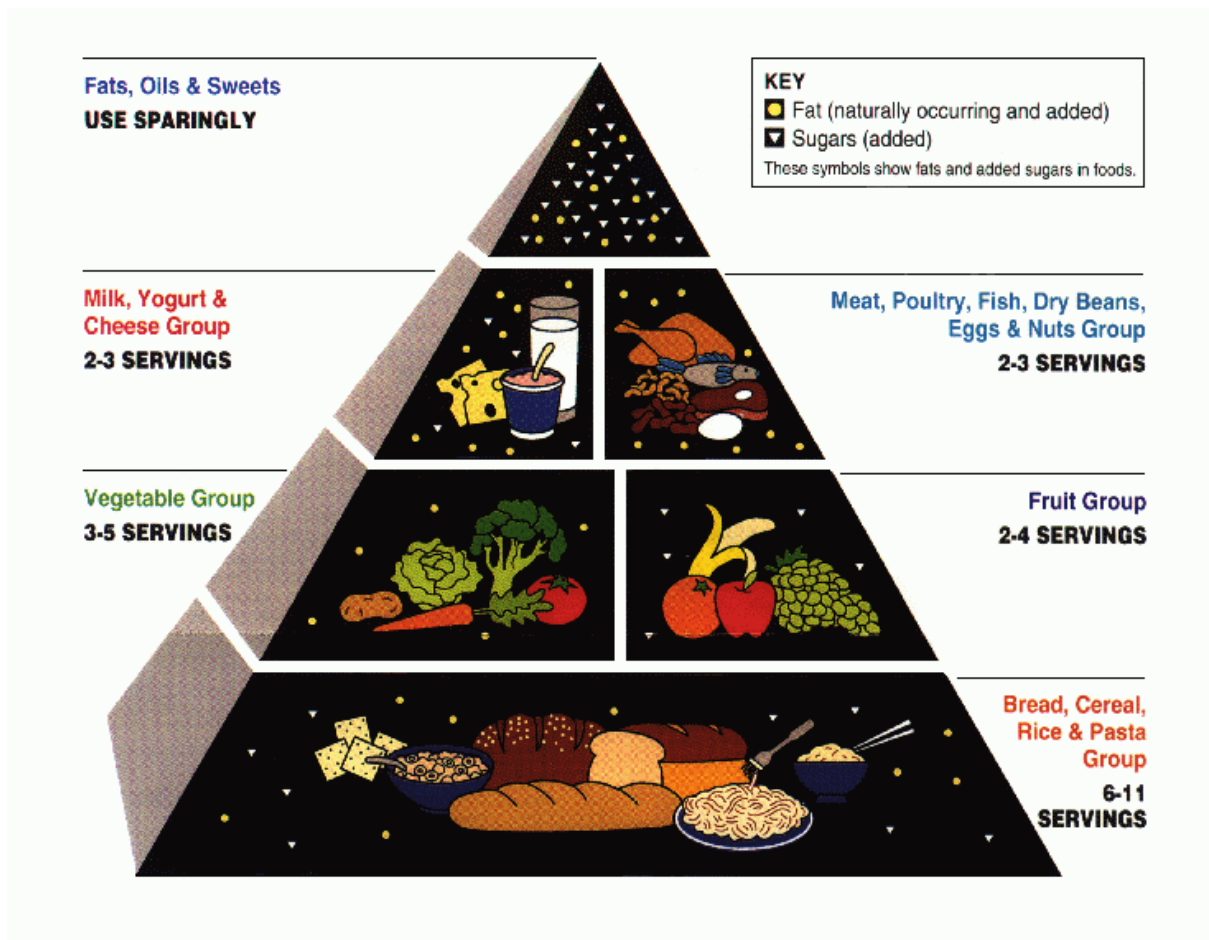 Fats, Oils & Sweets
USE SPARINGLY
KEY
Fat (naturally occurring and added)
Sugars (added)
These symbols show fats and added sugars in foods.
Milk, Yogurt &
Cheese Group
2-3 SERVINGS
Meat, Poultry, Fish, Dry Beans,
Eggs & Nuts Group
2-3 SERVINGS
Vegetable Group
3-5 SERVINGS
Fruit Group
2-4 SERVINGS
Bread, Cereal,
Rice & Pasta
Group
6-11
SERVINGS